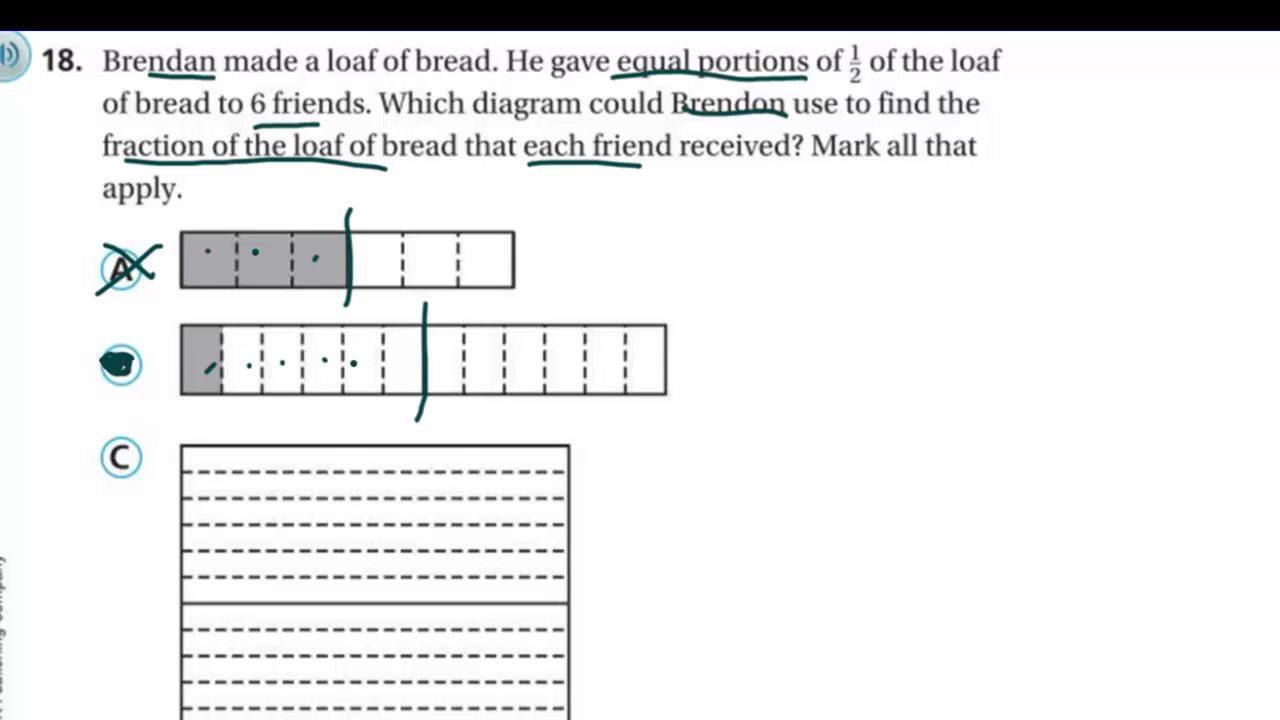 18. Brendan made a loaf of bread. He gave equal portions of 1/2 of the loaf
of bread to 6 friends. Which diagram could Brendon use to find the
fraction of the loaf of bread that each friend received? Mark all that
apply.
A
C